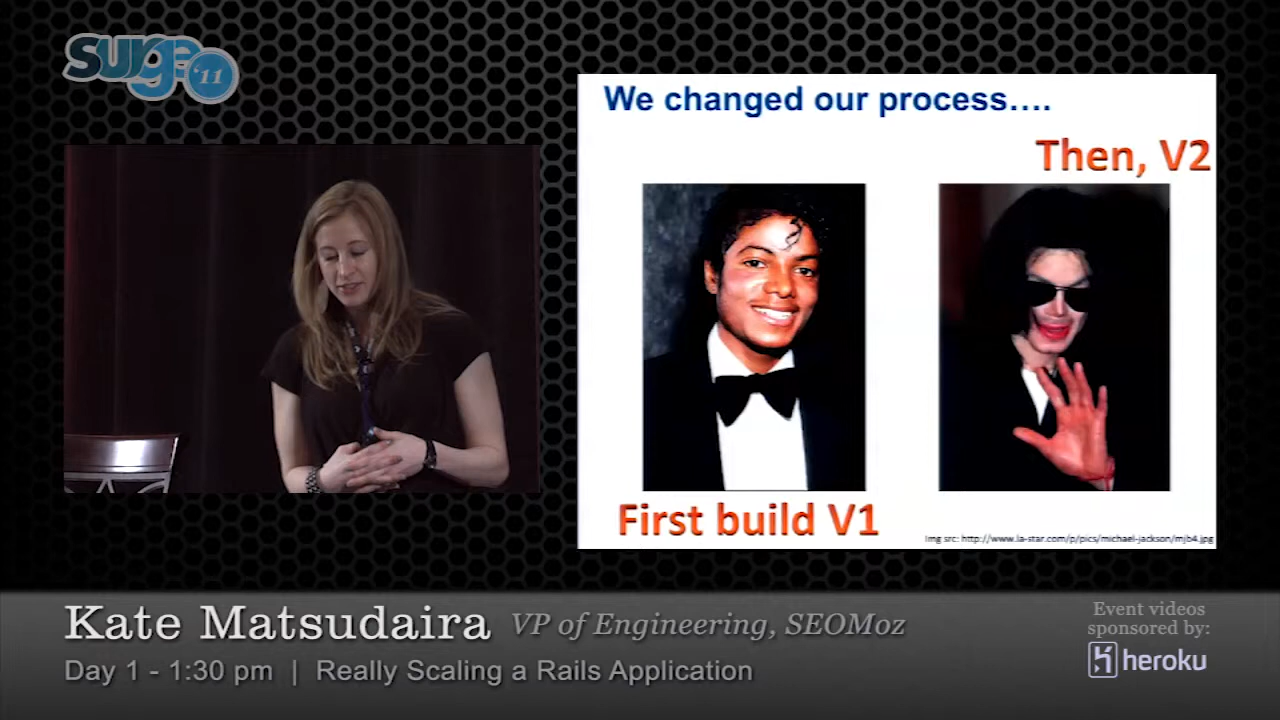 surge '11
We changed our process....
Then, V2
First build V1
Img src: http://www.la-star.com/p/pics/michael-jackson/mjb4.jpg
Kate Matsudaira VP of Engineering, SEOMoz
Day 1 - 1:30 pm | Really Scaling a Rails Application
Event videos
sponsored by:
heroku